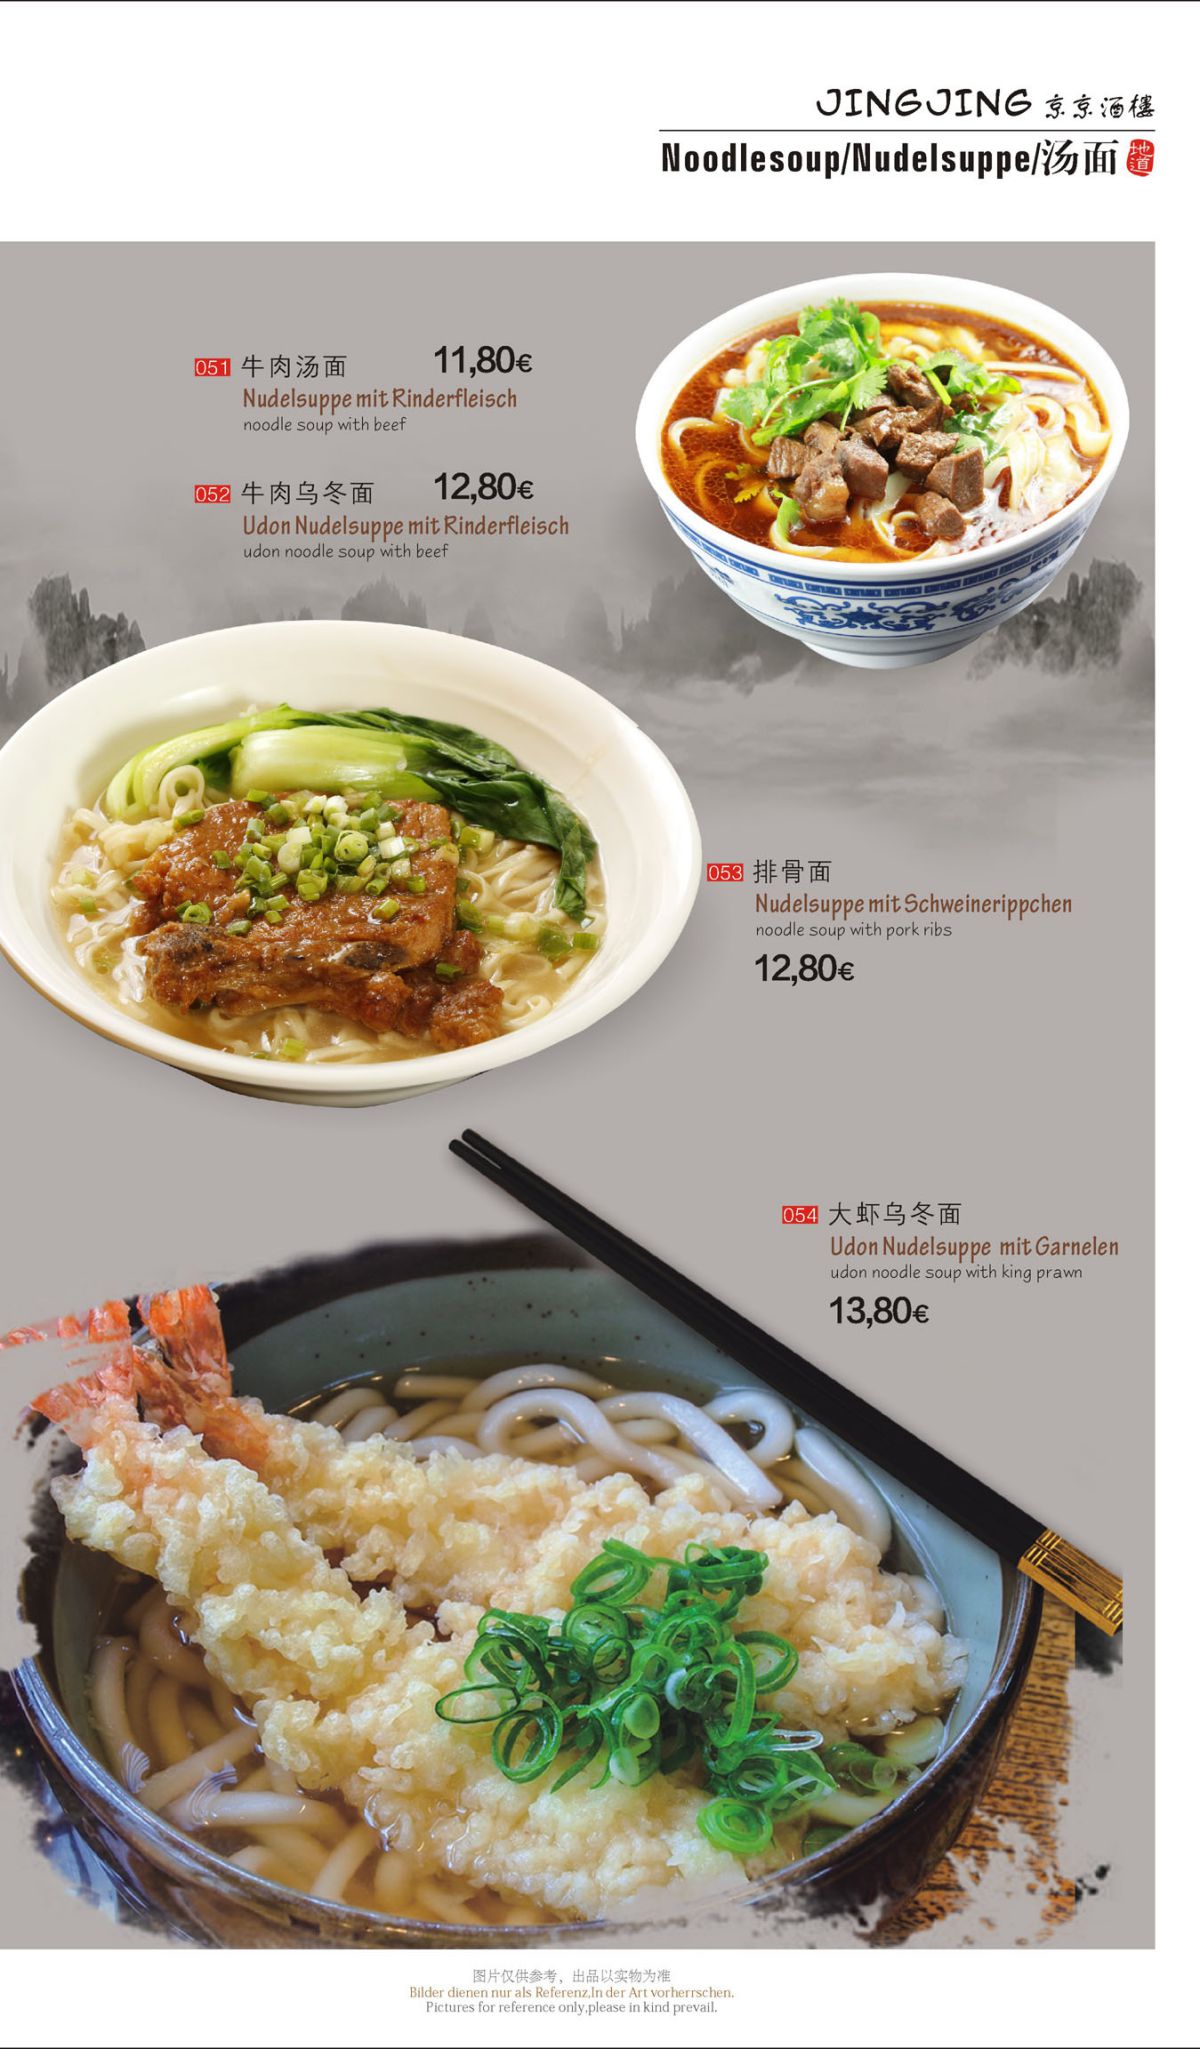 JINGJING 京京酒樓
Noodlesoup/Nudelsuppe/汤面 地道
051 牛肉汤面 11,80€
Nudelsuppe mit Rinderfleisch
noodle soup with beef
052 牛肉乌冬面 12,80€
Udon Nudelsuppe mit Rinderfleisch
udon noodle soup with beef
053 排骨面
Nudelsuppe mit Schweinerippchen
noodle soup with pork ribs
12,80€
054 大虾乌冬面
Udon Nudelsuppe mit Garnelen
udon noodle soup with king prawn
13,80€
图片仅供参考，出品以实物为准
Bilder dienen nur als Referenz,In der Art vorherrschen.
Pictures for reference only,please in kind prevail.